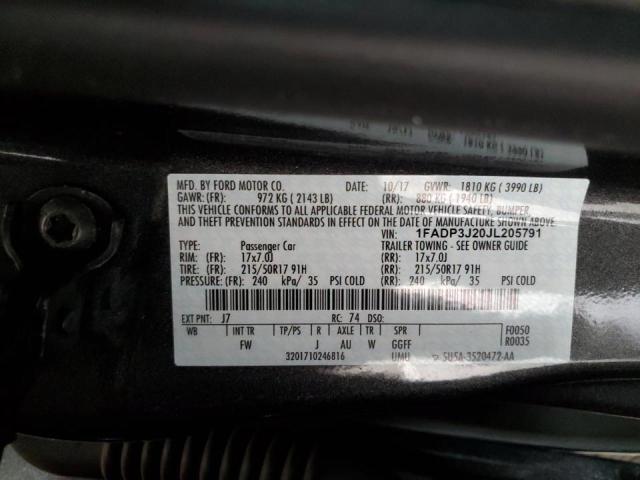 MFD. BY FORD MOTOR CO. DATE: 10/17 GVWR: 1810 KG ( 3990 LB)
GAWR: (FR): 972 KG ( 2143 LB) (RR): 880 KG ( 1940 LB)
THIS VEHICLE CONFORMS TO ALL APPLICABLE FEDERAL MOTOR VEHICLE SAFETY, BUMPER
AND THEFT PREVENTION STANDARDS IN EFFECT ON THE DATE OF MANUFACTURE SHOWN ABOVE.
VIN: 1FADP3J20JL205791
TYPE: Passenger Car TRAILER TOWING - SEE OWNER GUIDE
RIM: (FR): 17x7.0J (RR): 17x7.0J
TIRE: (FR): 215/50R17 91H (RR): 215/50R17 91H
PRESSURE: (FR): 240 kPa/ 35 PSI COLD (RR): 240 kPa/ 35 PSI COLD
EXT PNT: J7 RC: 74 DSO:
WB INT TR TP/PS R AXLE TR SPR F0050
FW J AU W GGFF R0035
3201710246816 UMU 5U5A-3520472-AA